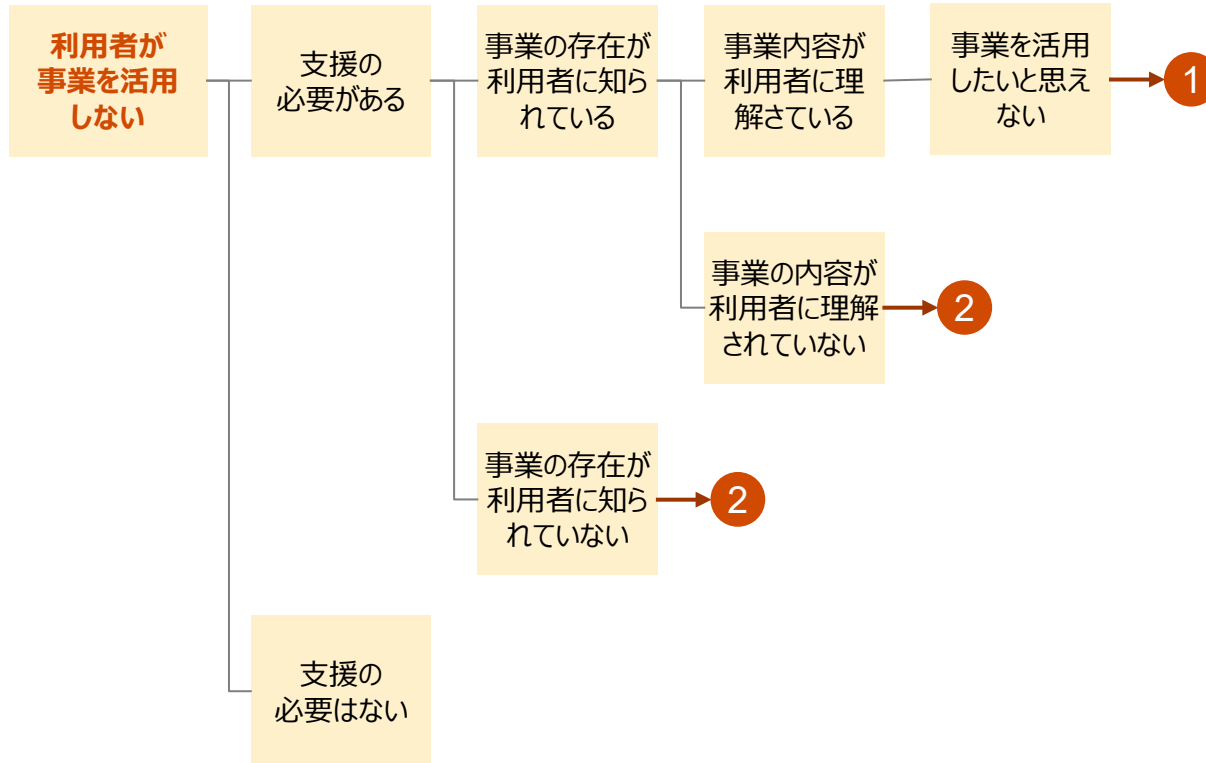 利用者が
事業を活用
しない
支援の
必要がある
事業の存在が
利用者に知ら
れている
事業内容が
利用者に理
解さている
事業を活用
したいと思え
ない
1
事業の内容が
利用者に理解
されていない
2
事業の存在が
利用者に知ら
れていない
2
支援の
必要はない